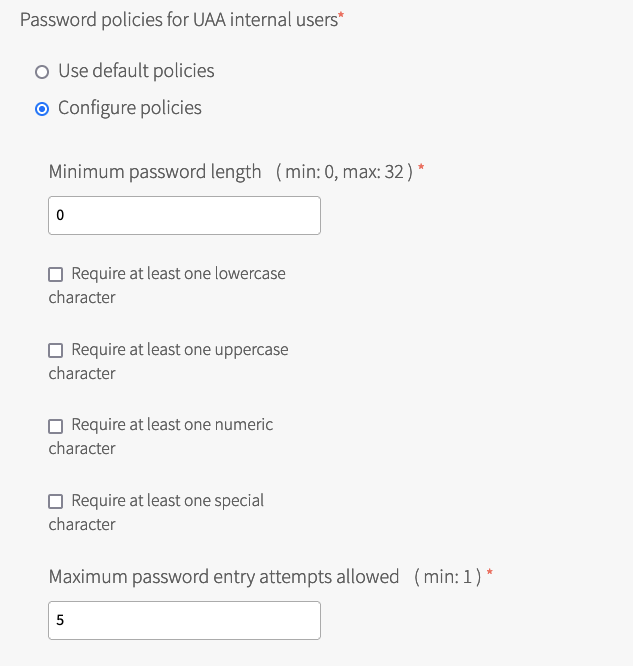 Password policies for UAA internal users*
Use default policies
Configure policies
Minimum password length ( min: 0, max: 32 ) *
0
Require at least one lowercase
character
Require at least one uppercase
character
Require at least one numeric
character
Require at least one special
character
Maximum password entry attempts allowed ( min: 1 ) *
5